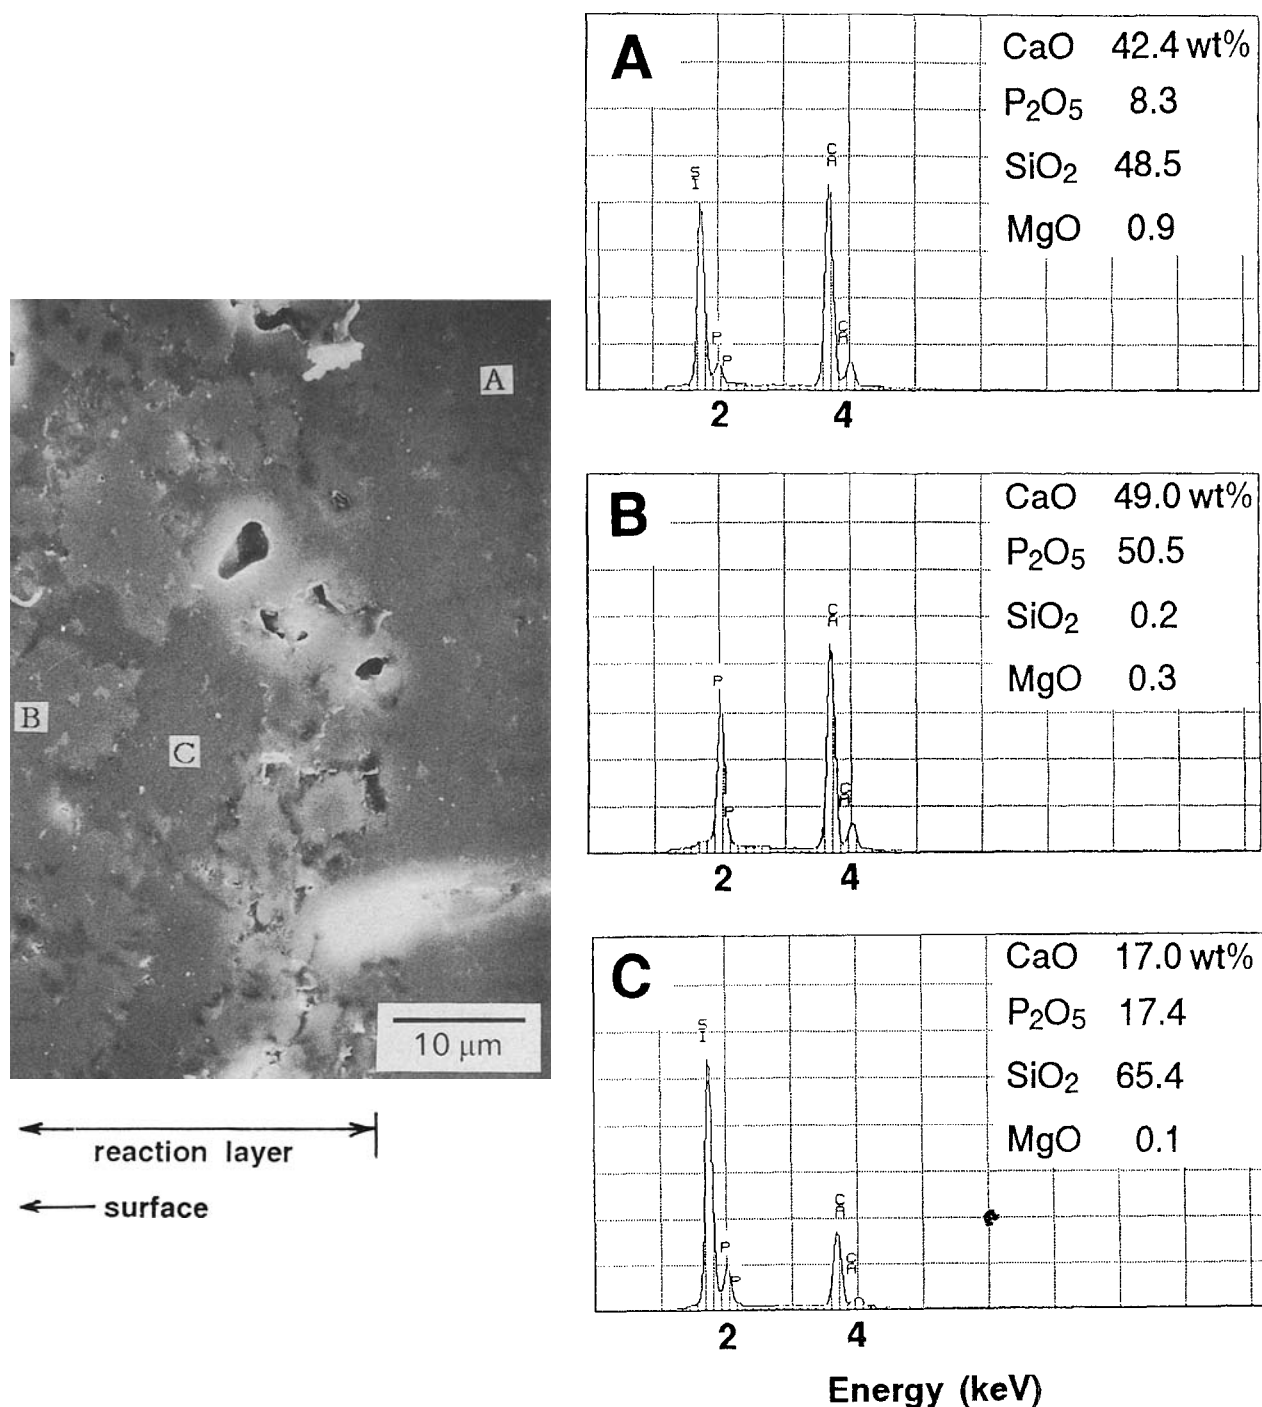 A
B
C
10 μm
reaction layer
surface
A
CaO 42.4 wt%
P₂O₅ 8.3
SiO₂ 48.5
MgO 0.9
SI
CA
P
P
CA
2 4
B
CaO 49.0 wt%
P₂O₅ 50.5
SiO₂ 0.2
MgO 0.3
CA
P
CA
P
2 4
C
CaO 17.0 wt%
P₂O₅ 17.4
SiO₂ 65.4
MgO 0.1
SI
CA
P
CA
P
2 4
Energy (keV)